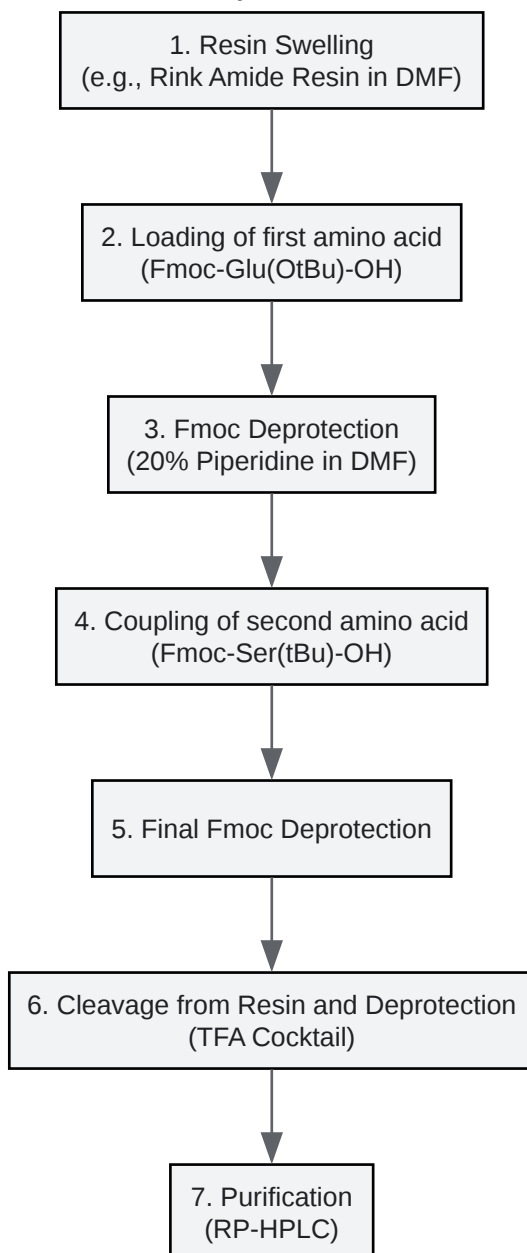 1. Resin Swelling
(e.g., Rink Amide Resin in DMF)
2. Loading of first amino acid
(Fmoc-Glu(OtBu)-OH)
3. Fmoc Deprotection
(20% Piperidine in DMF)
4. Coupling of second amino acid
(Fmoc-Ser(tBu)-OH)
5. Final Fmoc Deprotection
6. Cleavage from Resin and Deprotection
(TFA Cocktail)
7. Purification
(RP-HPLC)